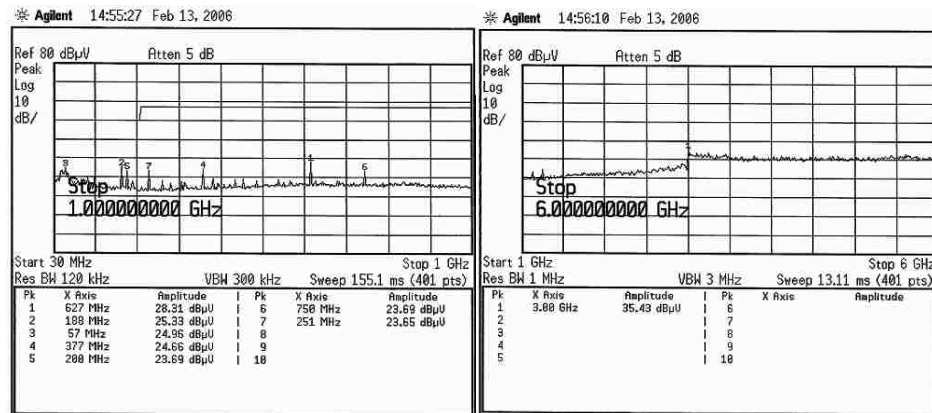 Agilent 14:55:27 Feb 13, 2006
Ref 80 dBµV Atten 5 dB
Peak
Log
10
dB/
3 2 5 7 4 1 6
Stop
1.000000000 GHz
Start 30 MHz Stop 1 GHz
Res BW 120 kHz VBW 300 kHz Sweep 155.1 ms (401 pts)
Pk X Axis Amplitude | Pk X Axis Amplitude
1 627 MHz 28.31 dBµV | 6 750 MHz 23.69 dBµV
2 188 MHz 25.33 dBµV | 7 251 MHz 23.65 dBµV
3 57 MHz 24.96 dBµV | 8
4 377 MHz 24.66 dBµV | 9
5 200 MHz 23.69 dBµV | 10
Agilent 14:56:10 Feb 13, 2006
Ref 80 dBµV Atten 5 dB
Peak
Log
10
dB/
Stop
6.000000000 GHz
Start 1 GHz Stop 6 GHz
Res BW 1 MHz VBW 3 MHz Sweep 13.11 ms (401 pts)
Pk X Axis Amplitude | Pk X Axis Amplitude
1 3.00 GHz 35.43 dBµV | 6
2 | 7
3 | 8
4 | 9
5 | 10